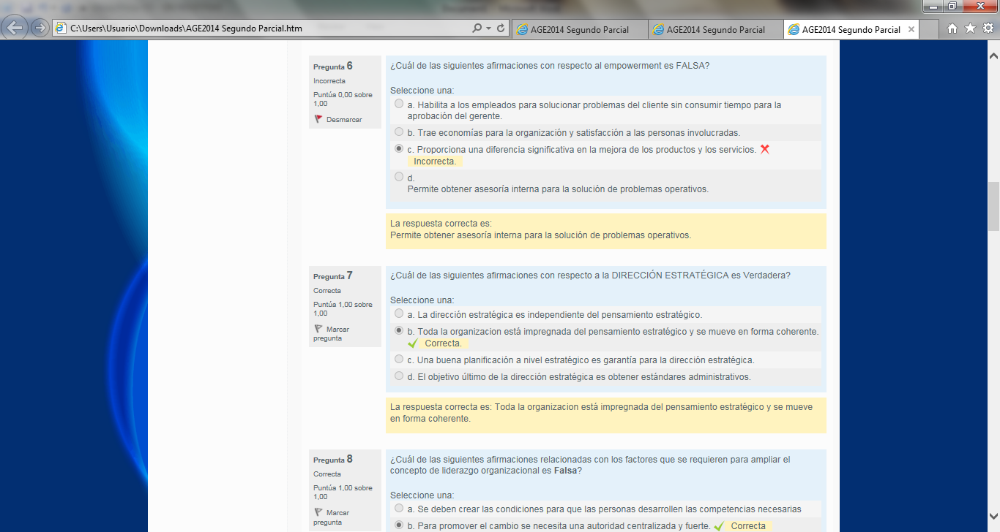 C:\Users\Usuario\Downloads\AGE2014 Segundo Parcial.htm
AGE2014 Segundo Parcial
AGE2014 Segundo Parcial
AGE2014 Segundo Parcial
Pregunta 6
Incorrecta
Puntúa 0,00 sobre
1,00
Desmarcar
¿Cuál de las siguientes afirmaciones con respecto al empowerment es FALSA?
Seleccione una:
a. Habilita a los empleados para solucionar problemas del cliente sin consumir tiempo para la
aprobación del gerente.
b. Trae economías para la organización y satisfacción a las personas involucradas.
c. Proporciona una diferencia significativa en la mejora de los productos y los servicios.
Incorrecta.
d.
Permite obtener asesoría interna para la solución de problemas operativos.
La respuesta correcta es:
Permite obtener asesoría interna para la solución de problemas operativos.
Pregunta 7
Correcta
Puntúa 1,00 sobre
1,00
Marcar
pregunta
¿Cuál de las siguientes afirmaciones con respecto a la DIRECCIÓN ESTRATÉGICA es Verdadera?
Seleccione una:
a. La dirección estratégica es independiente del pensamiento estratégico.
b. Toda la organizacion está impregnada del pensamiento estratégico y se mueve en forma coherente.
Correcta.
c. Una buena planificación a nivel estratégico es garantía para la dirección estratégica.
d. El objetivo último de la dirección estratégica es obtener estándares administrativos.
La respuesta correcta es: Toda la organizacion está impregnada del pensamiento estratégico y se mueve
en forma coherente.
Pregunta 8
Correcta
Puntúa 1,00 sobre
1,00
Marcar
pregunta
¿Cuál de las siguientes afirmaciones relacionadas con los factores que se requieren para ampliar el
concepto de liderazgo organizacional es Falsa?
Seleccione una:
a. Se deben crear las condiciones para que las personas desarrollen las competencias necesarias
b. Para promover el cambio se necesita una autoridad centralizada y fuerte. Correcta